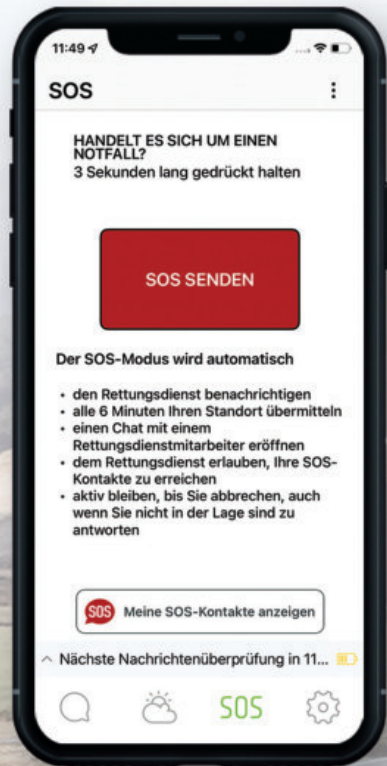 11:49
SOS
HANDELT ES SICH UM EINEN
NOTFALL?
3 Sekunden lang gedrückt halten
SOS SENDEN
Der SOS-Modus wird automatisch
• den Rettungsdienst benachrichtigen
• alle 6 Minuten Ihren Standort übermitteln
• einen Chat mit einem
Rettungsdienstmitarbeiter eröffnen
• dem Rettungsdienst erlauben, Ihre SOS-
Kontakte zu erreichen
• aktiv bleiben, bis Sie abbrechen, auch
wenn Sie nicht in der Lage sind zu
antworten
SOS Meine SOS-Kontakte anzeigen
Nächste Nachrichtenüberprüfung in 11...
SOS